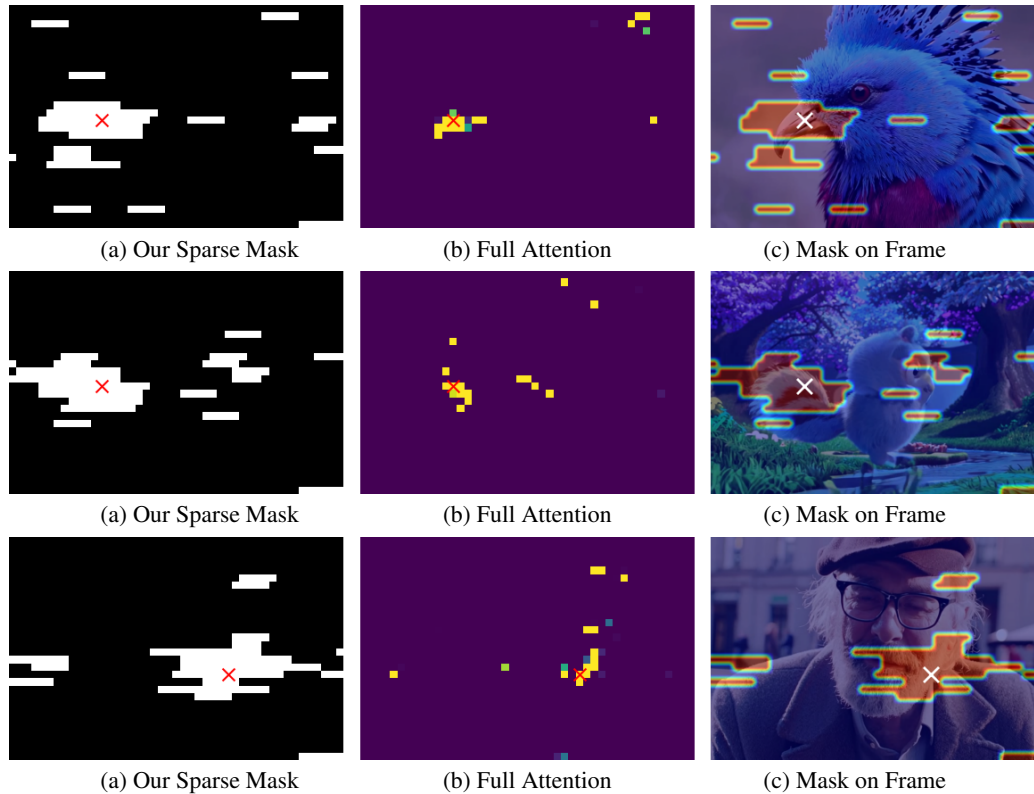 (a) Our Sparse Mask
(b) Full Attention
(c) Mask on Frame
(a) Our Sparse Mask
(b) Full Attention
(c) Mask on Frame
(a) Our Sparse Mask
(b) Full Attention
(c) Mask on Frame